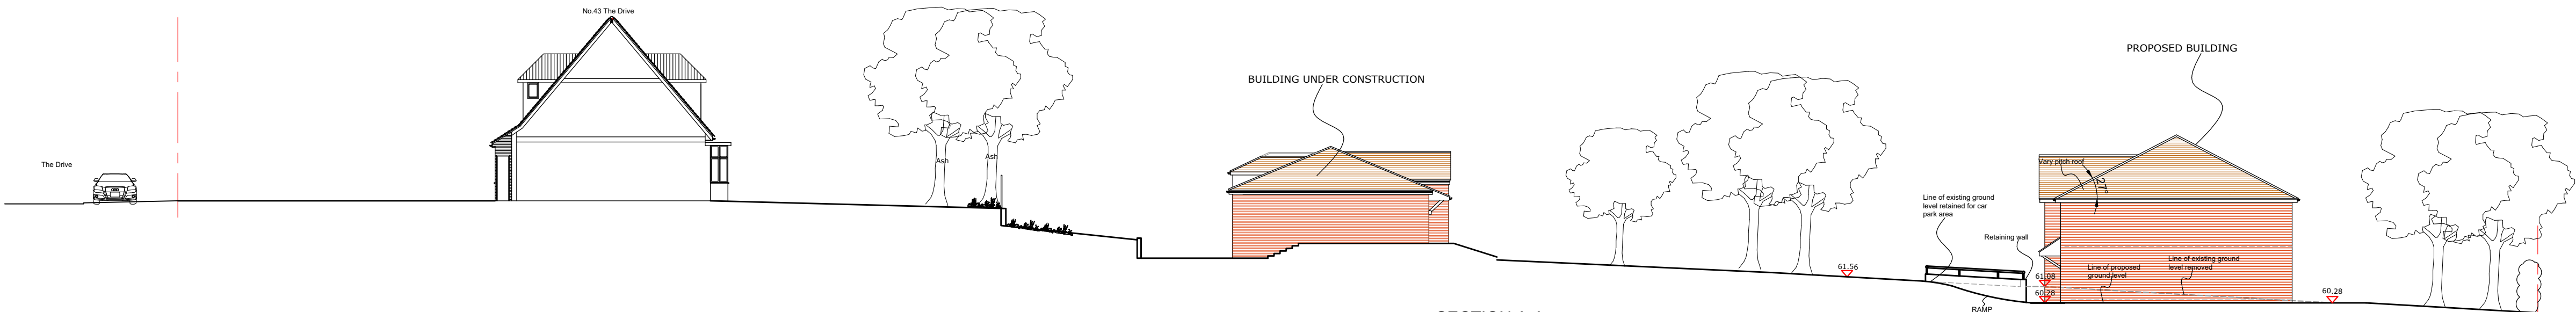 No.43 The Drive
PROPOSED BUILDING
BUILDING UNDER CONSTRUCTION
The Drive
Ash
Ash
Vary pitch roof
27°
Line of existing ground
level retained for car
park area
Retaining wall
61.56
61.08
60.28
Line of proposed
ground level
Line of existing ground
level removed
60.28
RAMP